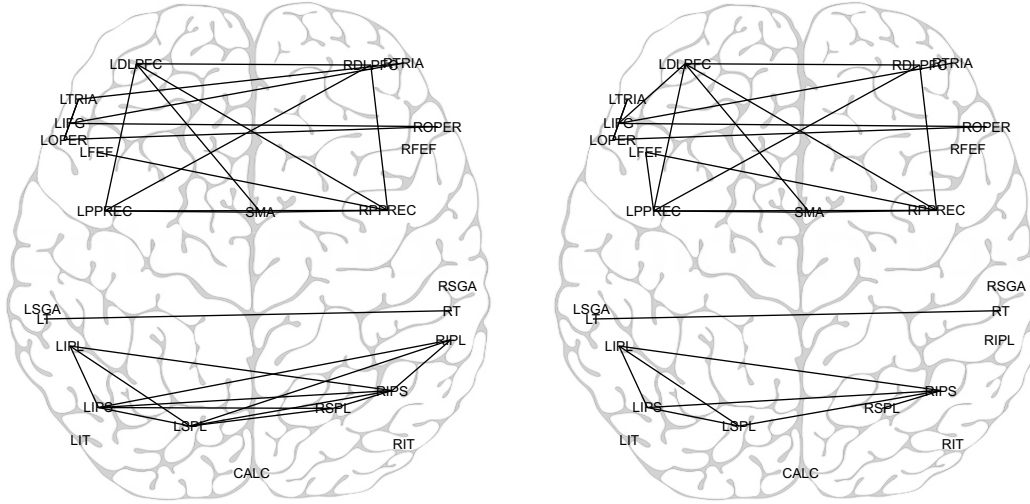 LDLPFC
RDLPFC
RTRIA
LTRIA
LIFG
LOPER
ROPER
LFEF
RFEF
LPPREC
SMA
RPPREC
RSGA
LSGA
LT
RT
LIPL
RIPL
RIPS
LIPS
RSPL
LSPL
LIT
RIT
CALC
LDLPFC
RDLPFC
RTRIA
LTRIA
LIFG
LOPER
ROPER
LFEF
RFEF
LPPREC
SMA
RPPREC
RSGA
LSGA
LT
RT
LIPL
RIPL
RIPS
LIPS
RSPL
LSPL
LIT
RIT
CALC